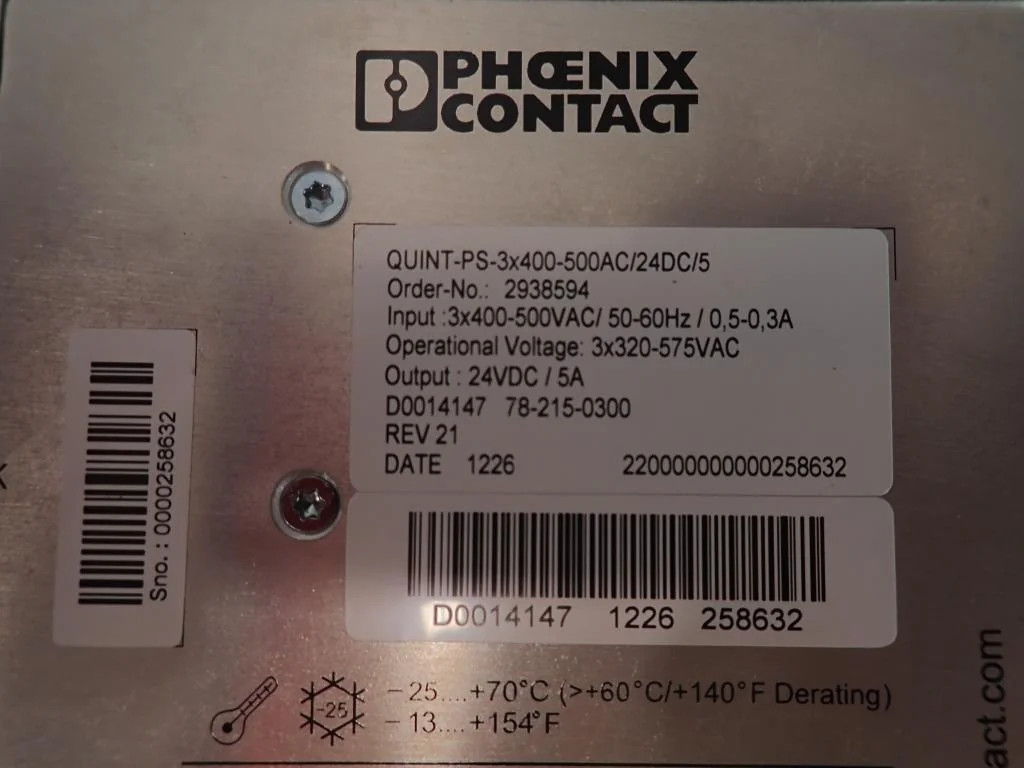 PHŒNIX
CONTACT
QUINT-PS-3x400-500AC/24DC/5
Order-No.: 2938594
Input :3x400-500VAC/ 50-60Hz / 0,5-0,3A
Operational Voltage: 3x320-575VAC
Output : 24VDC / 5A
D0014147 78-215-0300
REV 21
DATE 1226 2200000000000258632
Sno.: 0000258632
D0014147 1226 258632
-25
-25....+70°C (>+60°C/+140°F Derating)
-13....+154°F
act.com